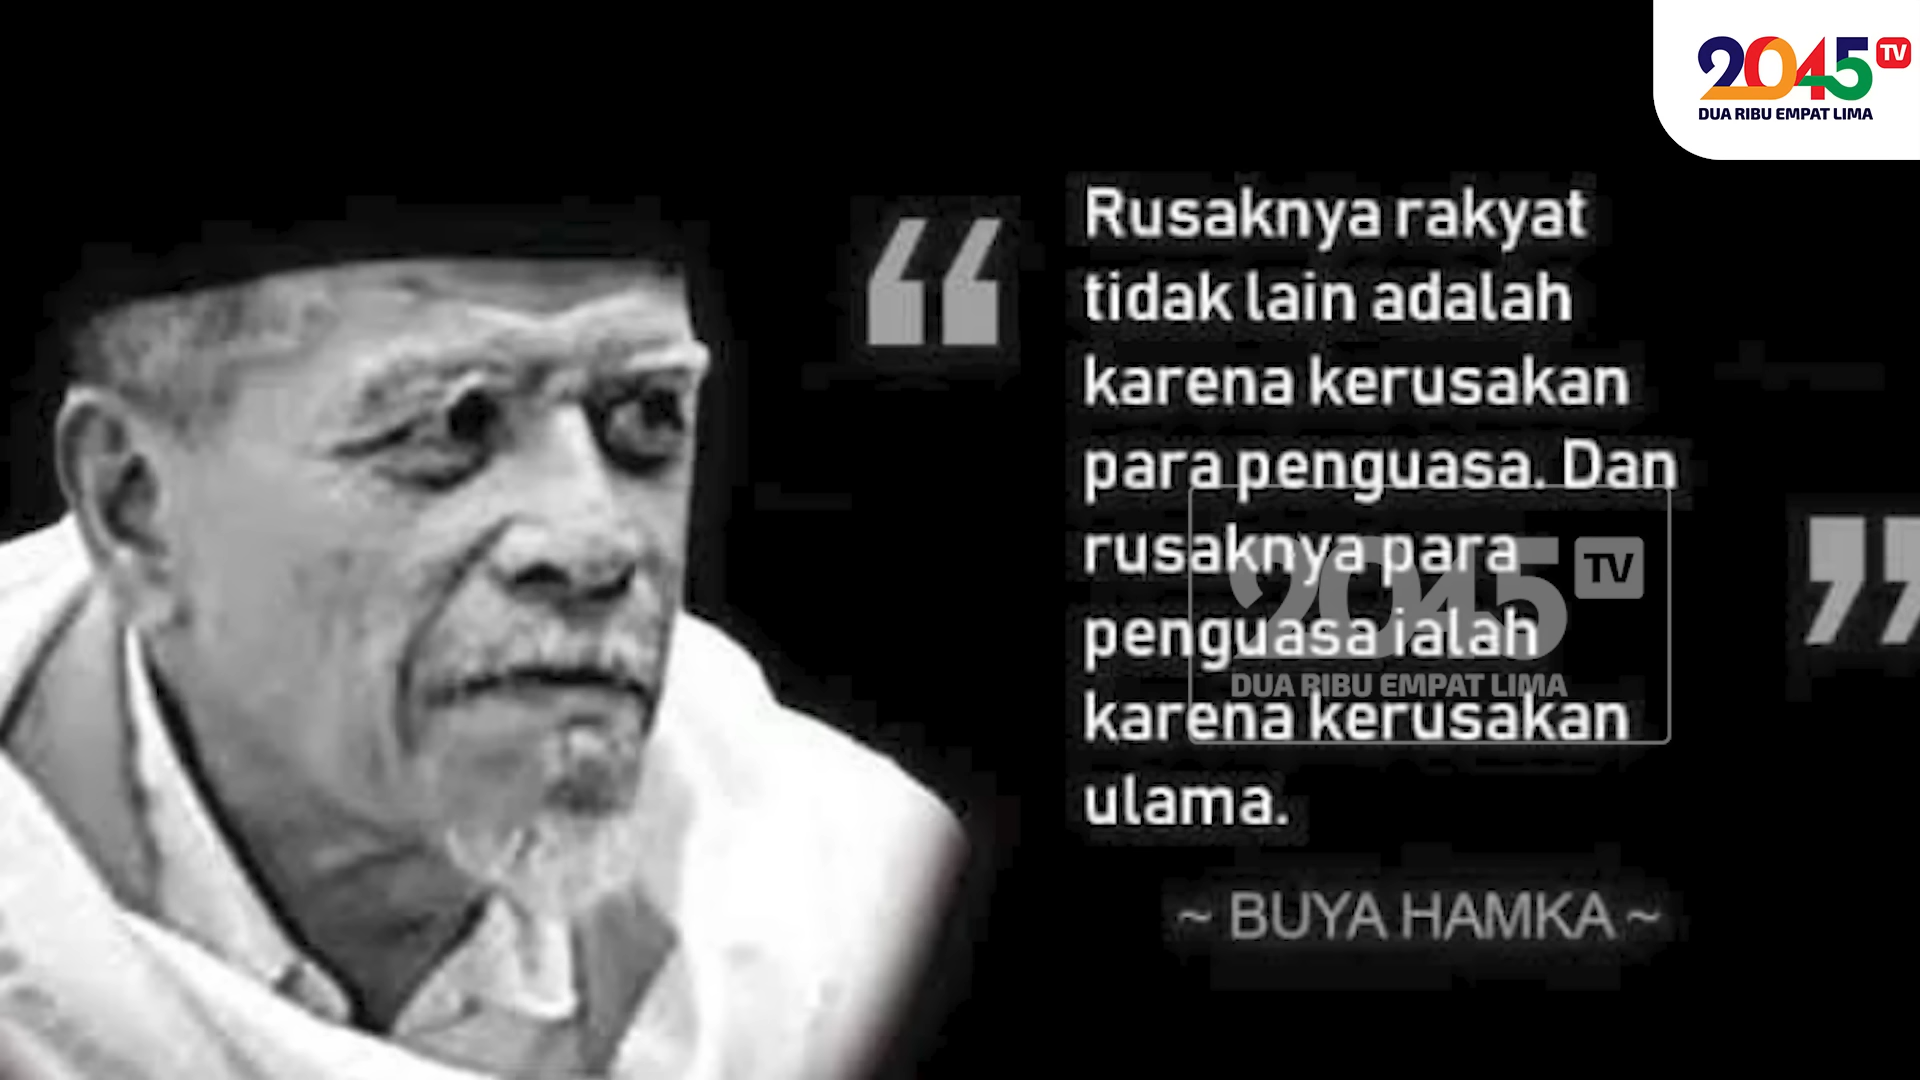 2045 TV
DUA RIBU EMPAT LIMA
“
Rusaknya rakyat
tidak lain adalah
karena kerusakan
para penguasa. Dan
rusaknya para
penguasa ialah
karena kerusakan
ulama.
”
2045 TV
DUA RIBU EMPAT LIMA
~ BUYA HAMKA ~